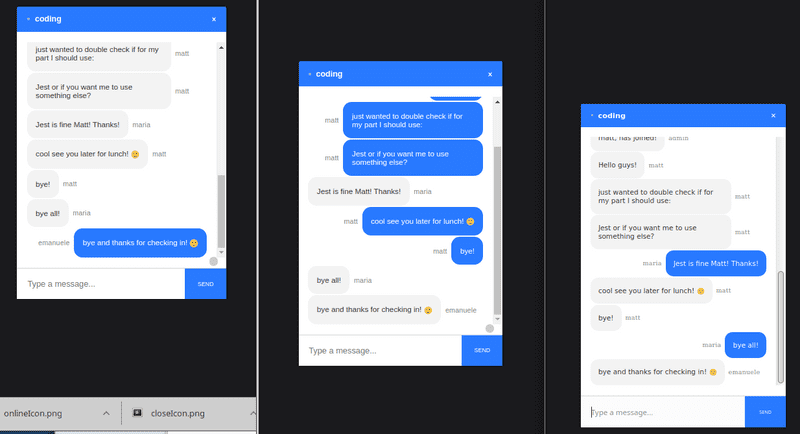 coding
x
just wanted to double check if for my
part I should use:
matt
Jest or if you want me to use
something else?
matt
Jest is fine Matt! Thanks!
maria
cool see you later for lunch! 🙂
matt
bye!
matt
bye all!
maria
emanuele
bye and thanks for checking in! 🙂
Type a message...
SEND
onlineIcon.png
closeIcon.png
coding
x
matt
just wanted to double check if for
my part I should use:
matt
Jest or if you want me to use
something else?
Jest is fine Matt! Thanks!
maria
matt
cool see you later for lunch! 🙂
matt
bye!
bye all!
maria
bye and thanks for checking in! 🙂
emanuele
Type a message...
SEND
coding
x
matt, has joined!
admin
Hello guys!
matt
just wanted to double check if for
my part I should use:
matt
Jest or if you want me to use
something else?
matt
maria
Jest is fine Matt! Thanks!
cool see you later for lunch! 🙂
matt
bye!
matt
maria
bye all!
bye and thanks for checking in! 🙂
emanuele
Type a message...
SEND